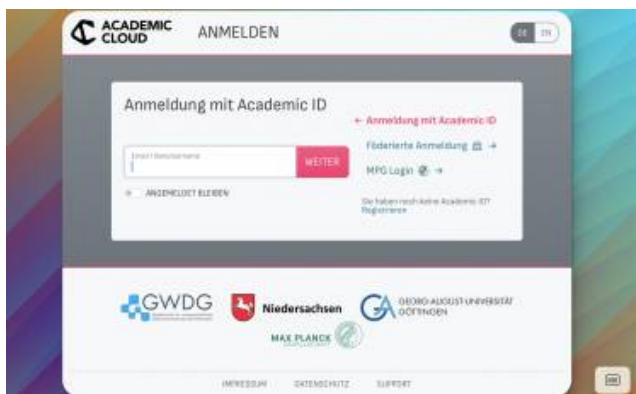 ACADEMIC
CLOUD
ANMELDEN
DE EN
Anmeldung mit Academic ID
← Anmeldung mit Academic ID
Föderierte Anmeldung →
MPG Login →
WEITER
ANGEMELDET BLEIBEN
Sie haben noch keine Academic ID?
Registrieren
GWDG
Niedersachsen
GEORG-AUGUST-UNIVERSITÄT
GÖTTINGEN
MAX PLANCK
IMPRESSUM DATENSCHUTZ SUPPORT